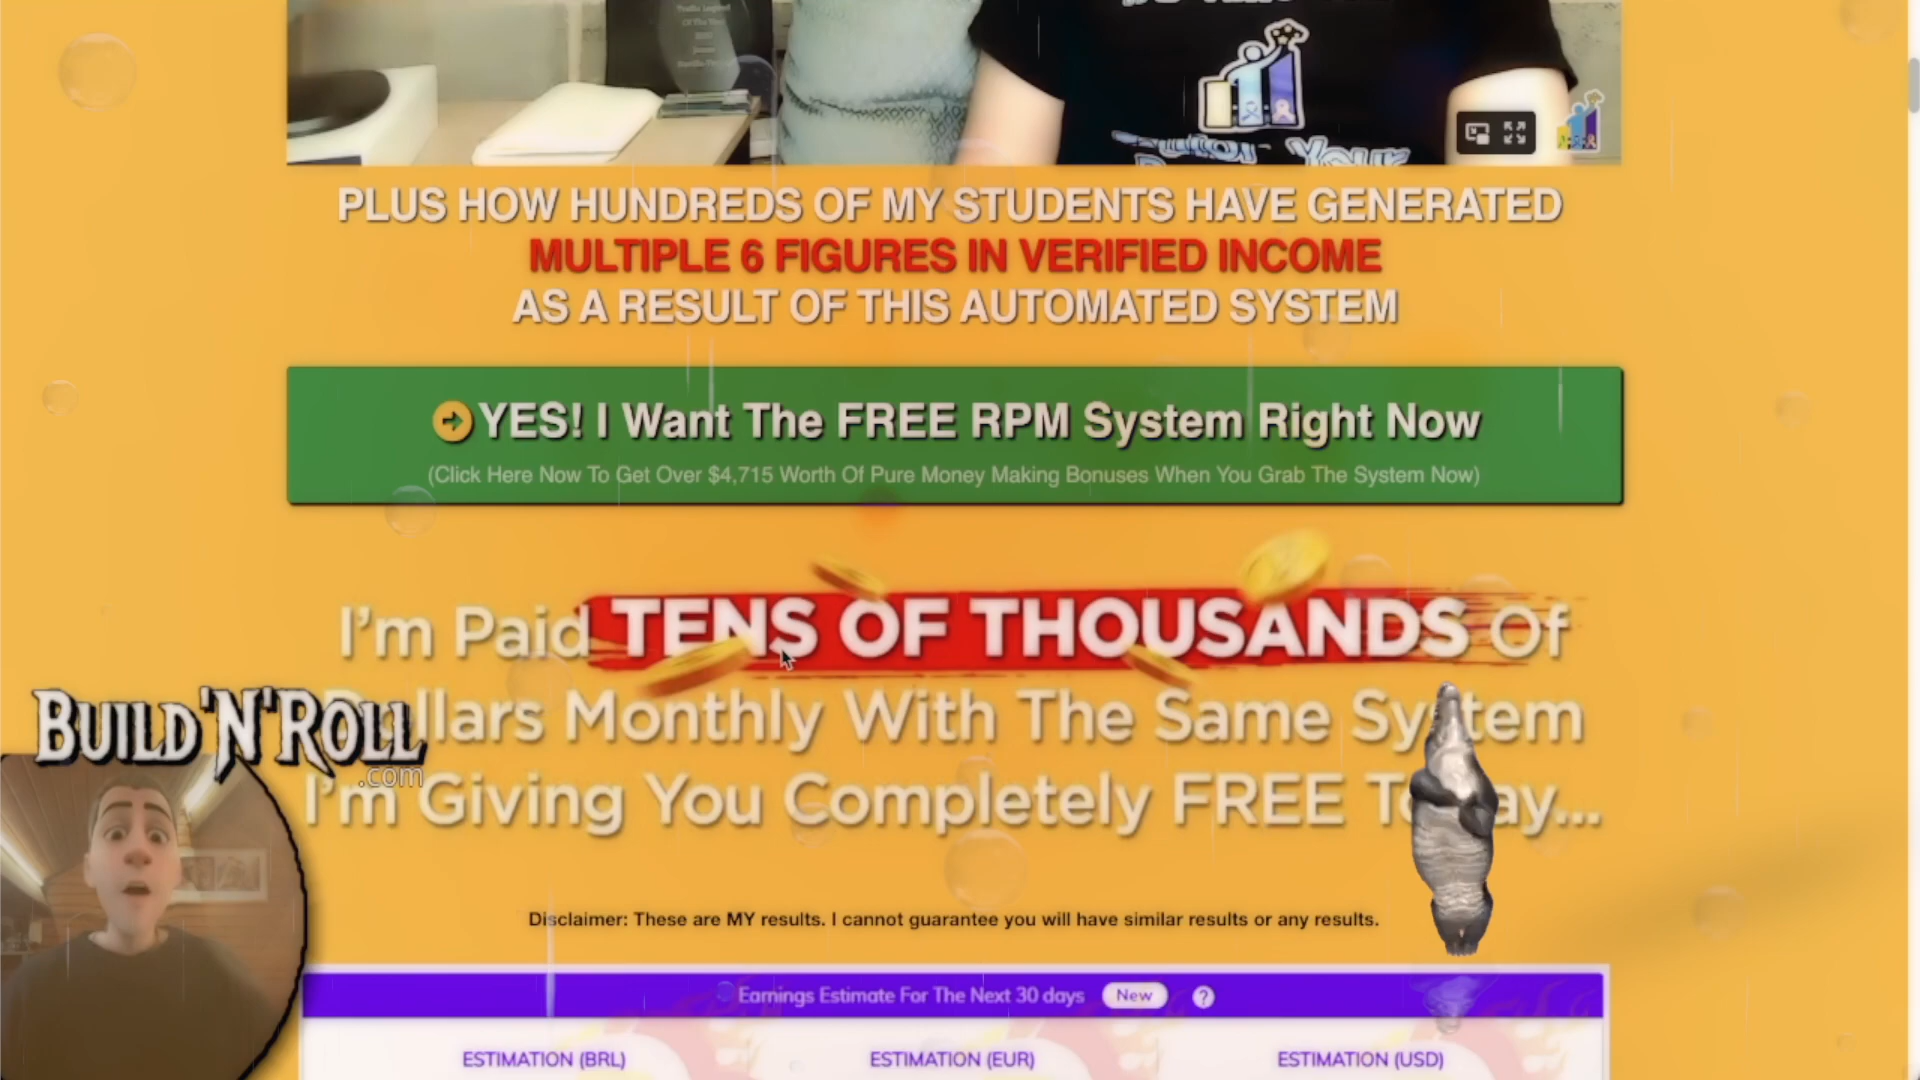 PLUS HOW HUNDREDS OF MY STUDENTS HAVE GENERATED
MULTIPLE 6 FIGURES IN VERIFIED INCOME
AS A RESULT OF THIS AUTOMATED SYSTEM
YES! I Want The FREE RPM System Right Now
(Click Here Now To Get Over $4,715 Worth Of Pure Money Making Bonuses When You Grab The System Now)
I'm Paid TENS OF THOUSANDS Of
Dollars Monthly With The Same System
I'm Giving You Completely FREE Today...
BUILD'N'ROLL
.com
Disclaimer: These are MY results. I cannot guarantee you will have similar results or any results.
Earnings Estimate For The Next 30 days New ?
ESTIMATION (BRL) ESTIMATION (EUR) ESTIMATION (USD)